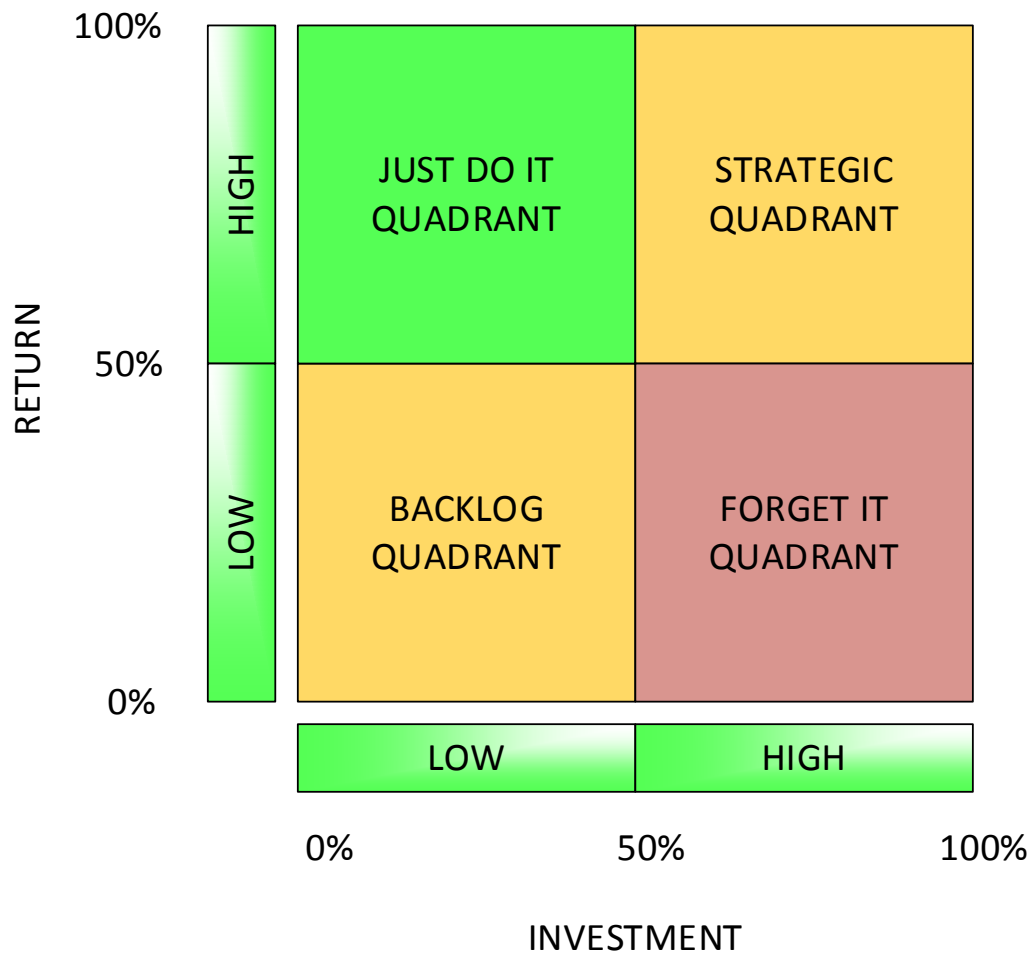 100%
HIGH
JUST DO IT
QUADRANT
STRATEGIC
QUADRANT
RETURN
50%
LOW
BACKLOG
QUADRANT
FORGET IT
QUADRANT
0%
LOW
HIGH
0%
50%
100%
INVESTMENT